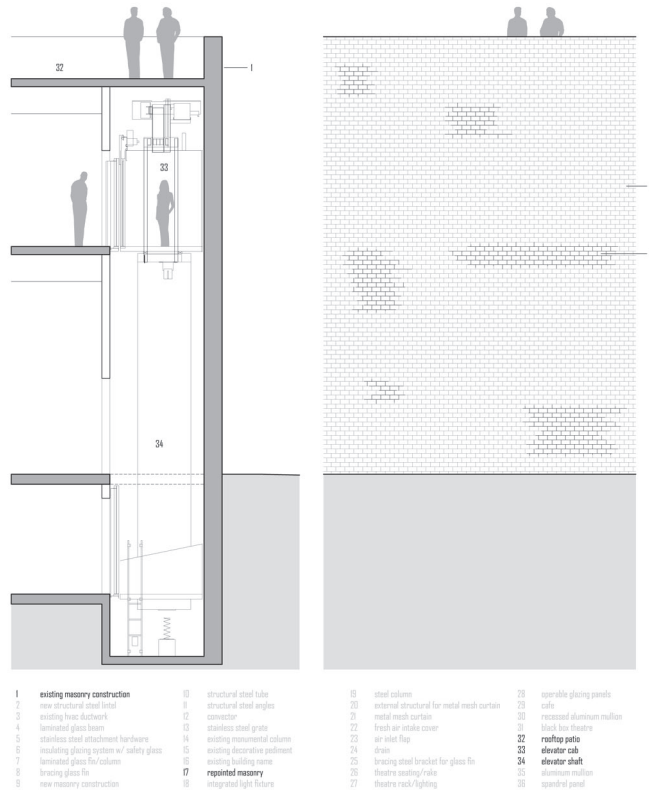 32
1
33
34
1 existing masonry construction
2 new structural steel lintel
3 existing hvac ductwork
4 laminated glass beam
5 stainless steel attachment hardware
6 insulating glazing system w/ safety glass
7 laminated glass fin/column
8 bracing glass fin
9 new masonry construction
10 structural steel tube
11 structural steel angles
12 convector
13 stainless steel grate
14 existing monumental column
15 existing decorative pediment
16 existing building name
17 repointed masonry
18 integrated light fixture
19 steel column
20 external structural for metal mesh curtain
21 metal mesh curtain
22 fresh air intake cover
23 air inlet flap
24 drain
25 bracing steel bracket for glass fin
26 theatre seating/rake
27 theatre rack/lighting
28 operable glazing panels
29 cafe
30 recessed aluminum mullion
31 black box theatre
32 rooftop patio
33 elevator cab
34 elevator shaft
35 aluminum mullion
36 spandrel panel